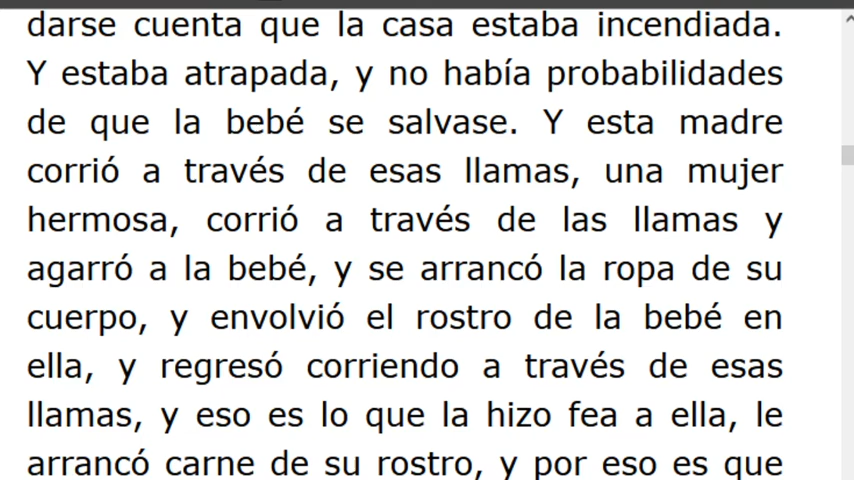 darse cuenta que la casa estaba incendiada.
Y estaba atrapada, y no había probabilidades
de que la bebé se salvase. Y esta madre
corrió a través de esas llamas, una mujer
hermosa, corrió a través de las llamas y
agarró a la bebé, y se arrancó la ropa de su
cuerpo, y envolvió el rostro de la bebé en
ella, y regresó corriendo a través de esas
llamas, y eso es lo que la hizo fea a ella, le
arrancó carne de su rostro, y por eso es que